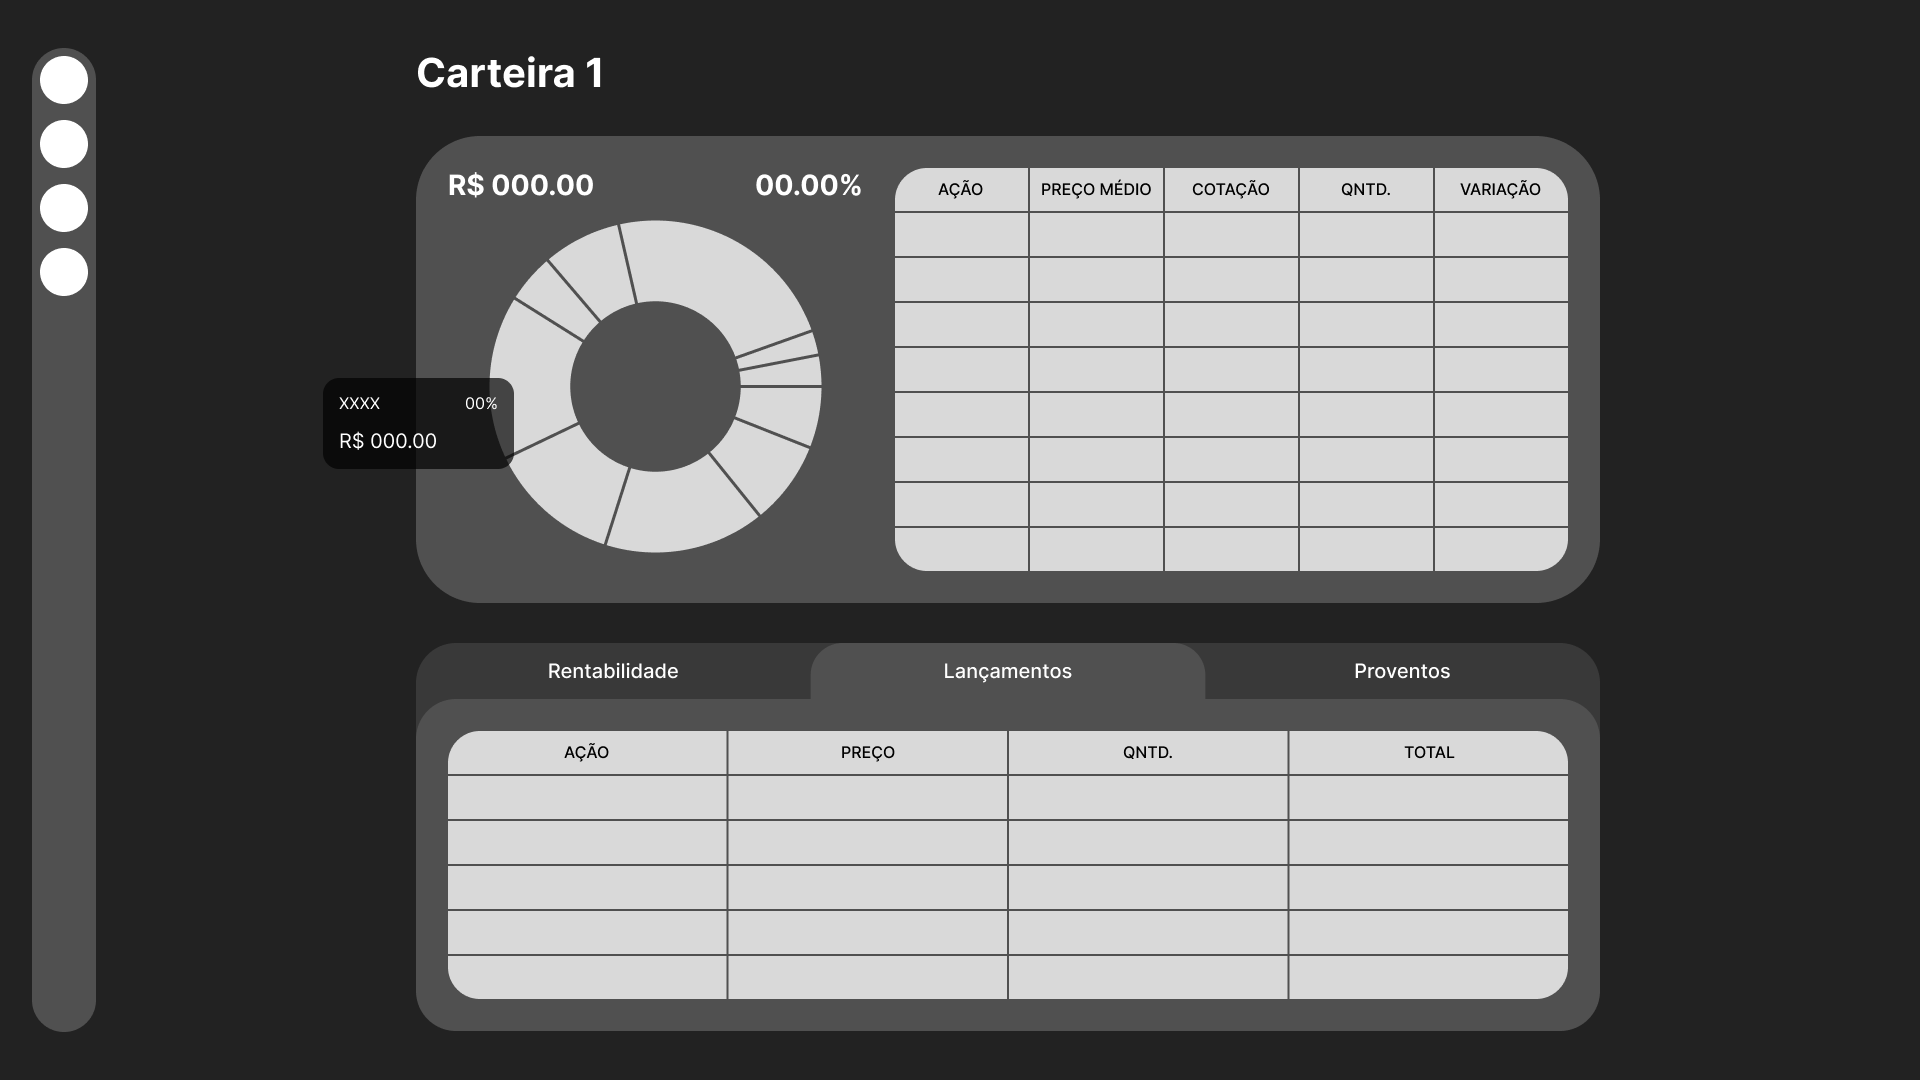 Carteira 1
R$ 000.00 00.00%
AÇÃO PREÇO MÉDIO COTAÇÃO QNTD. VARIAÇÃO
XXXX 00%
R$ 000.00
Rentabilidade Lançamentos Proventos
AÇÃO PREÇO QNTD. TOTAL